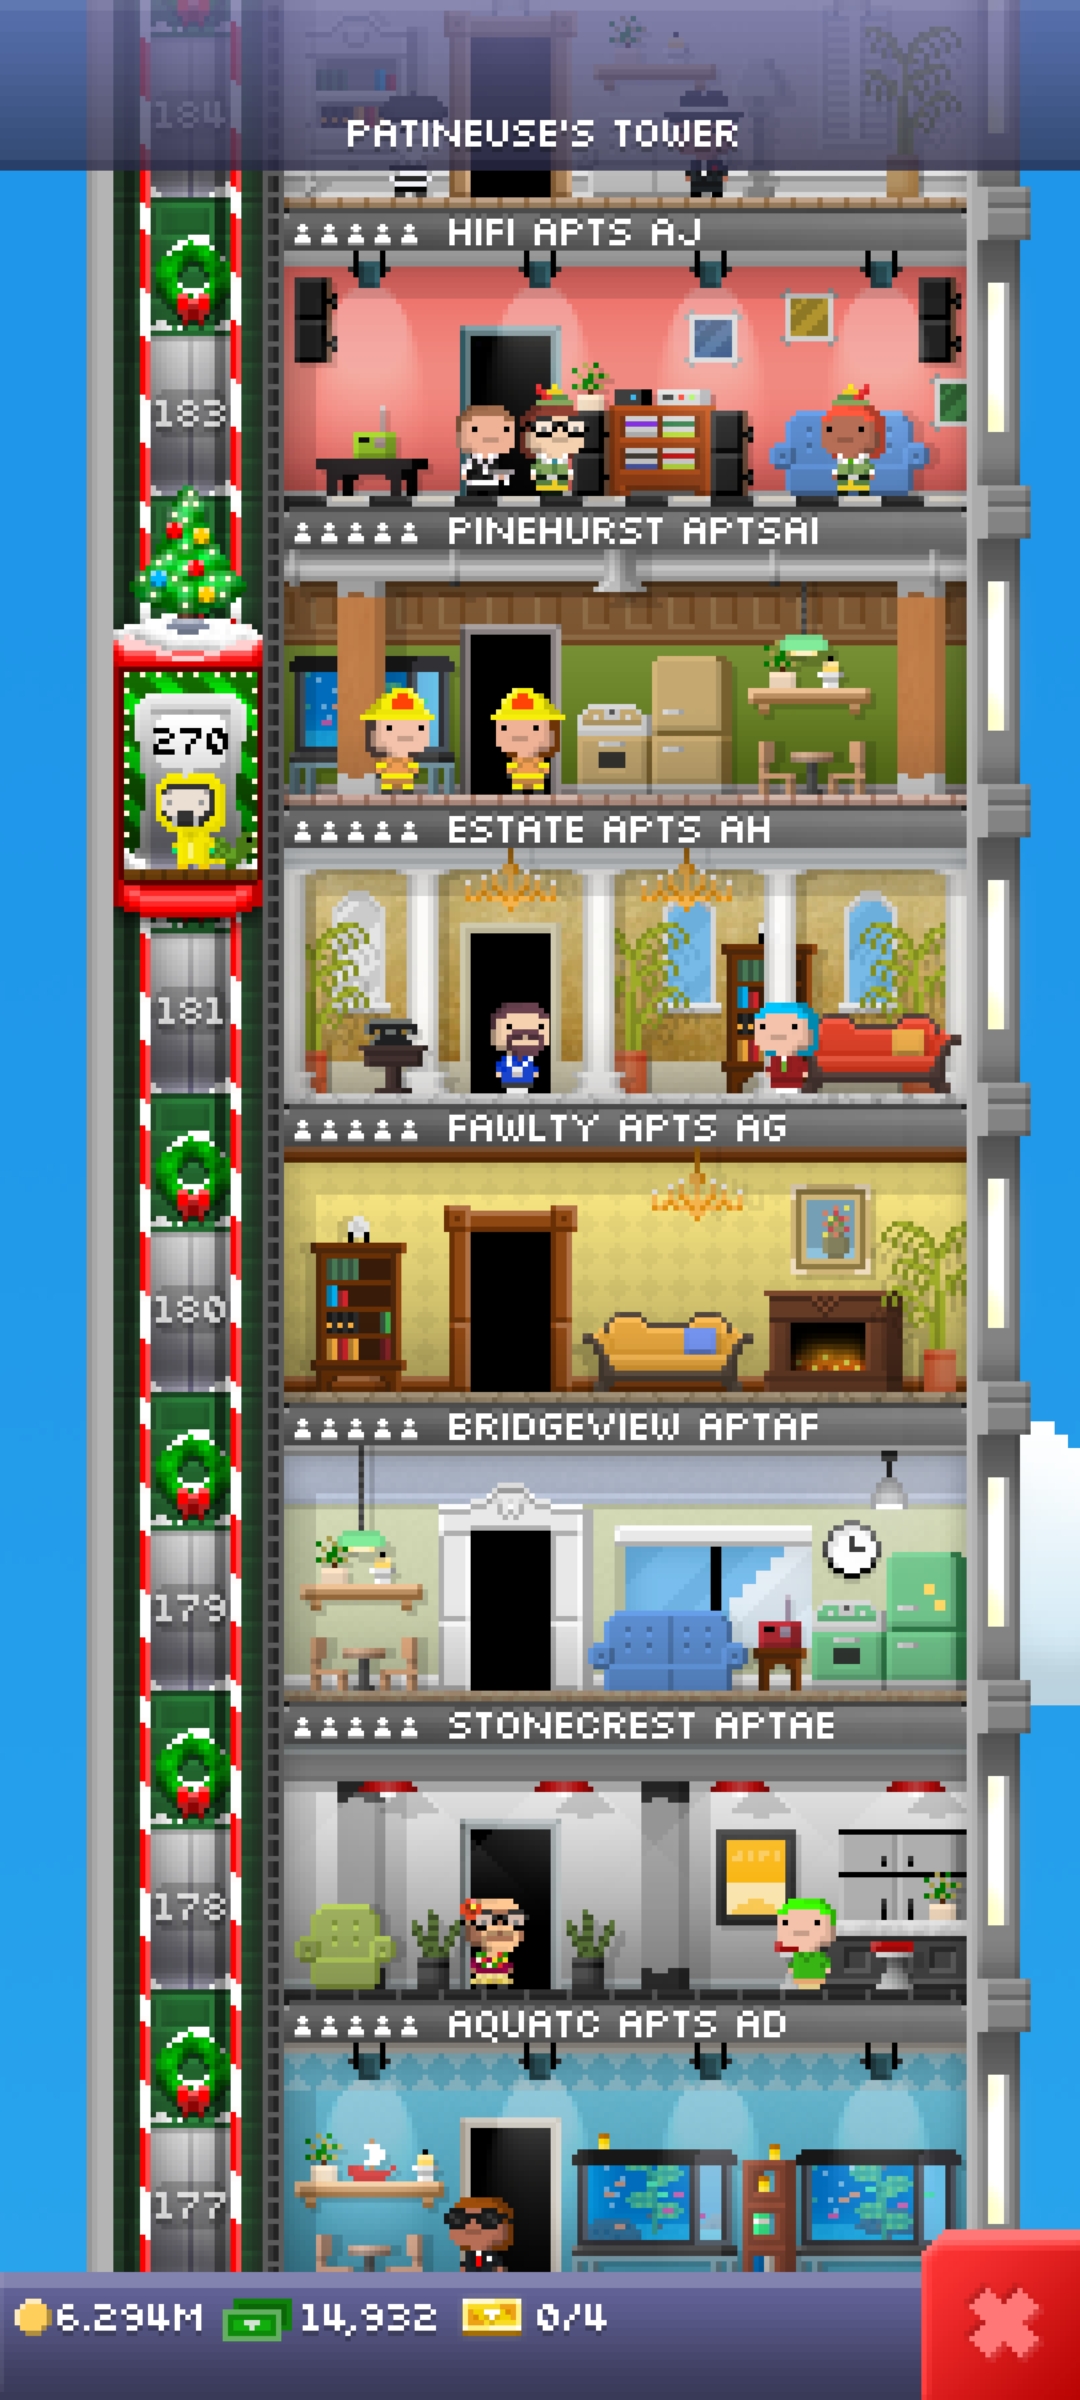 184
PATINEUSE'S TOWER
HIFI APTS AJ
183
PINEHURST APTSAI
270
ESTATE APTS AH
181
FAWLTY APTS AG
180
BRIDGEVIEW APTAF
179
STONECREST APTAE
178
AQUATC APTS AD
177
6.294M 14,932 0/4